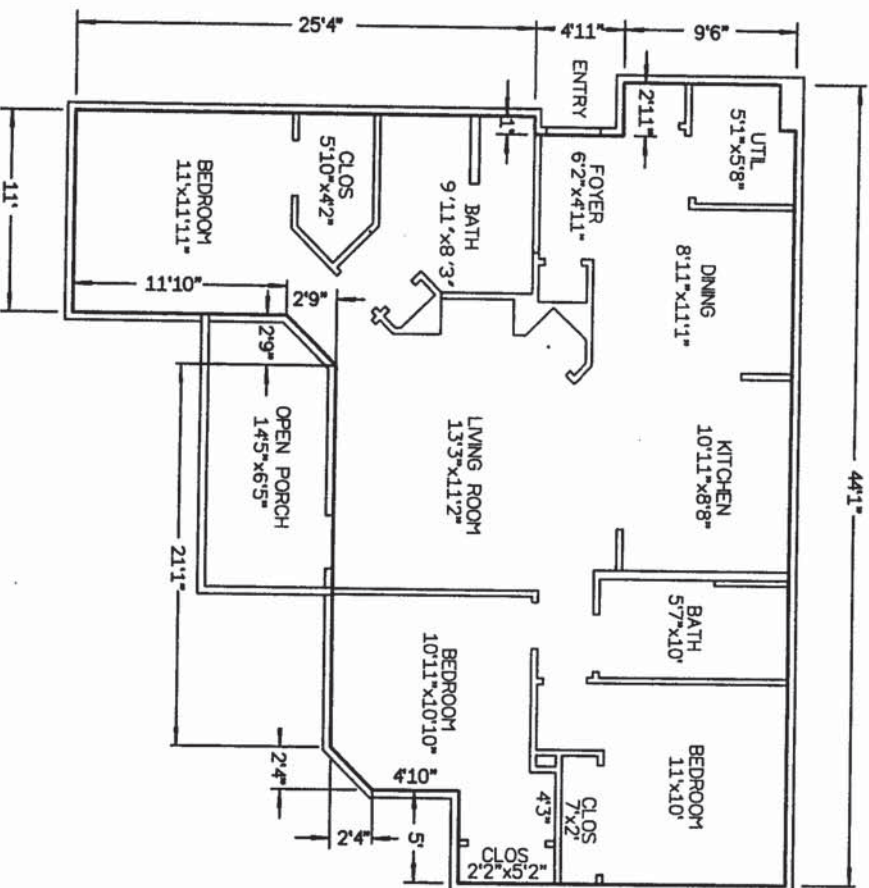 25'4"
4'11"
9'6"
ENTRY
2'11"
1"
UTIL
5'1"x5'8"
FOYER
6'2"x4'11"
CLOS
5'10"x4'2"
BEDROOM
11'x11'11"
BATH
9'11"x8'3"
DINING
8'11"x11'1"
11'
11'10"
2'9"
2'9"
OPEN PORCH
14'5"x6'5"
LIVING ROOM
13'3"x11'2"
KITCHEN
10'11"x8'8"
44'1"
21'1"
BATH
5'7"x10'
BEDROOM
10'11"x10'10"
BEDROOM
11'x10'
2'4"
4'10"
2'4"
5'
4'3"
CLOS
7'x2'
CLOS
2'2"x5'2"